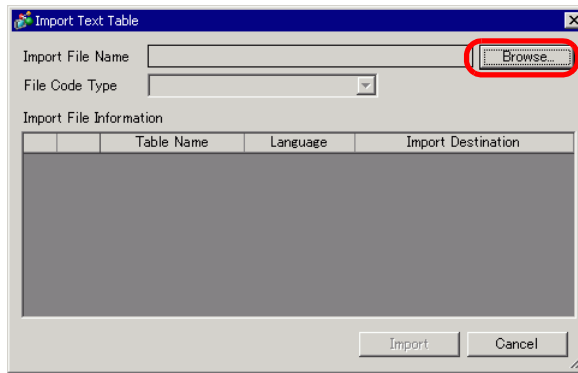 Import Text Table
Import File Name Browse...
File Code Type
Import File Information
Table Name Language Import Destination
Import Cancel